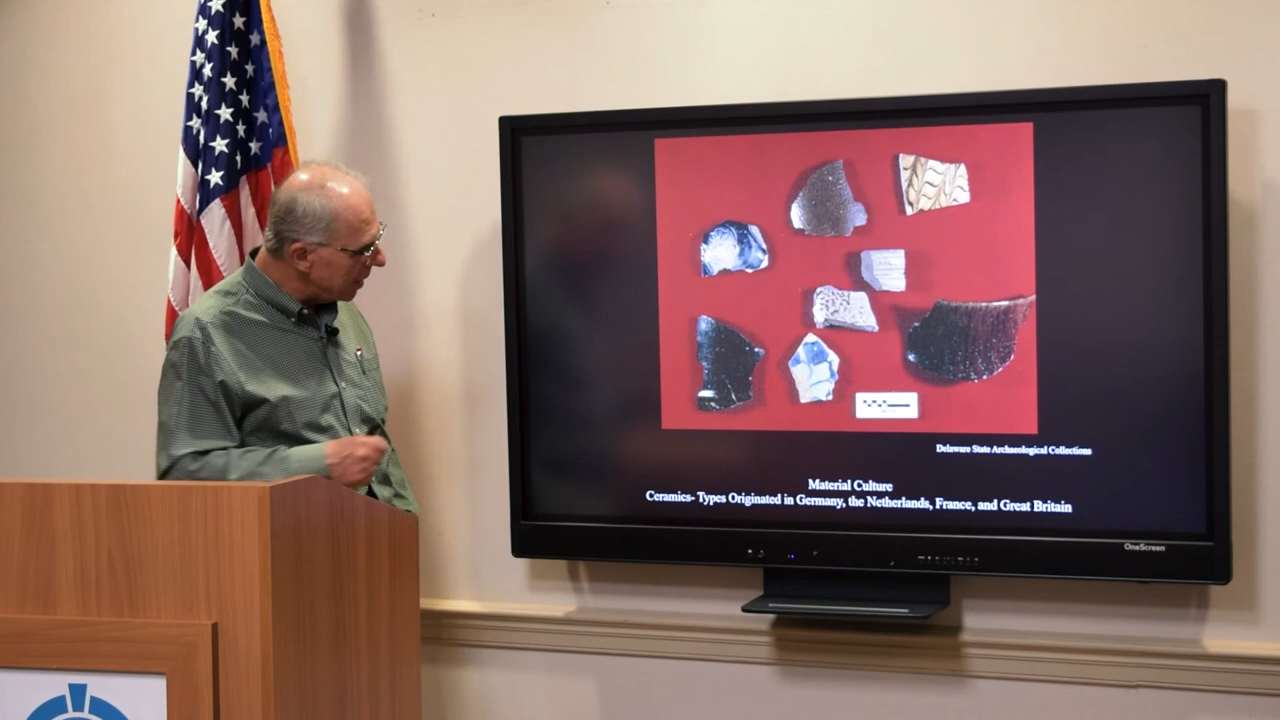 Delaware State Archaeological Collections
Material Culture
Ceramics- Types Originated in Germany, the Netherlands, France, and Great Britain
OneScreen